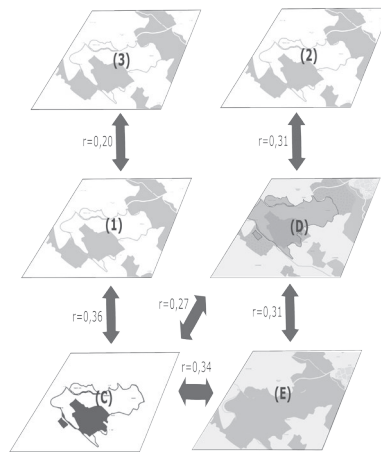 (3)
(2)
r=0,20
r=0,31
(1)
(D)
r=0,36
r=0,27
r=0,31
r=0,34
(C)
(E)